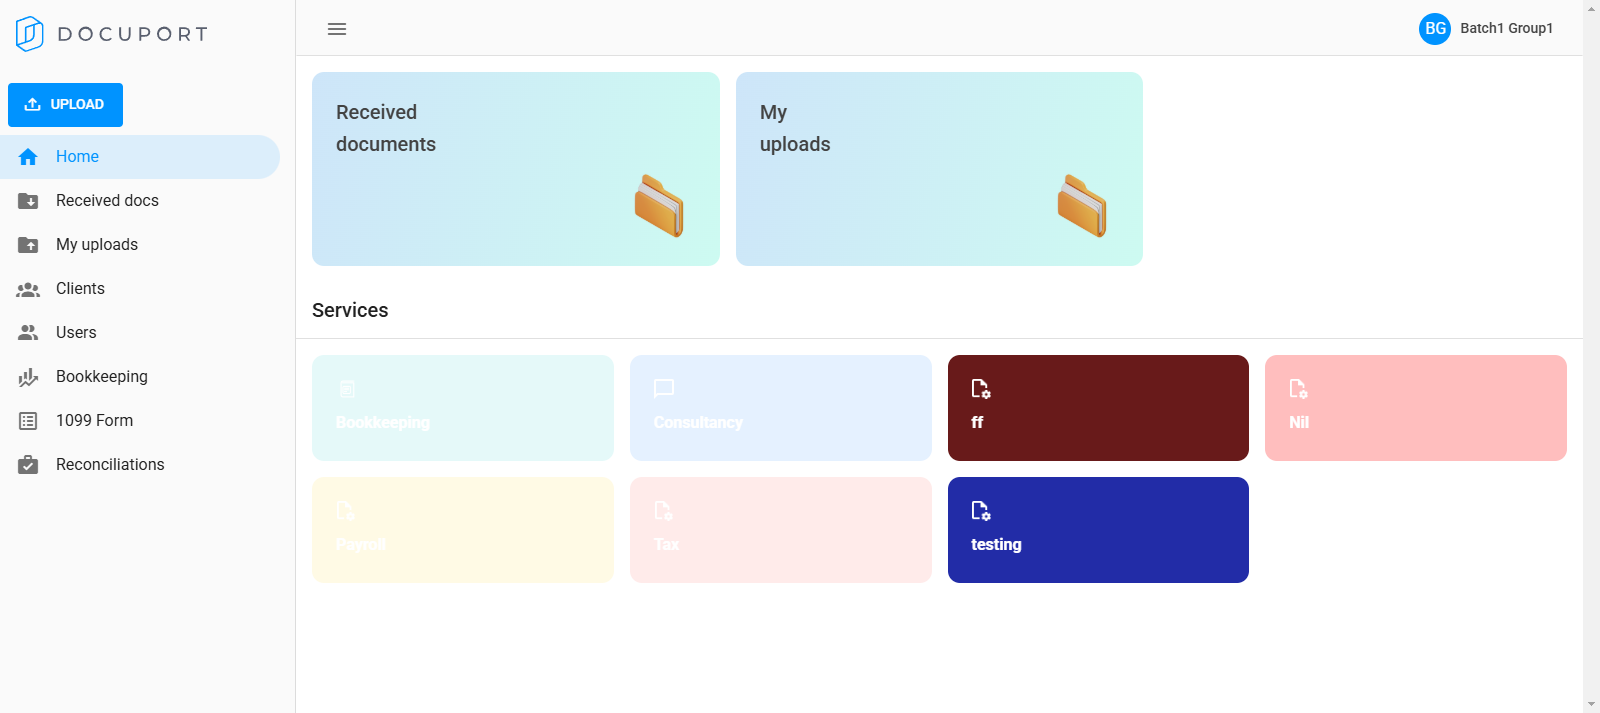 DOCUPORT
BG
Batch1 Group1
UPLOAD
Home
Received docs
My uploads
Clients
Users
Bookkeeping
1099 Form
Reconciliations
Received
documents
My
uploads
Services
Bookkeeping
Consultancy
ff
Nil
Payroll
Tax
testing